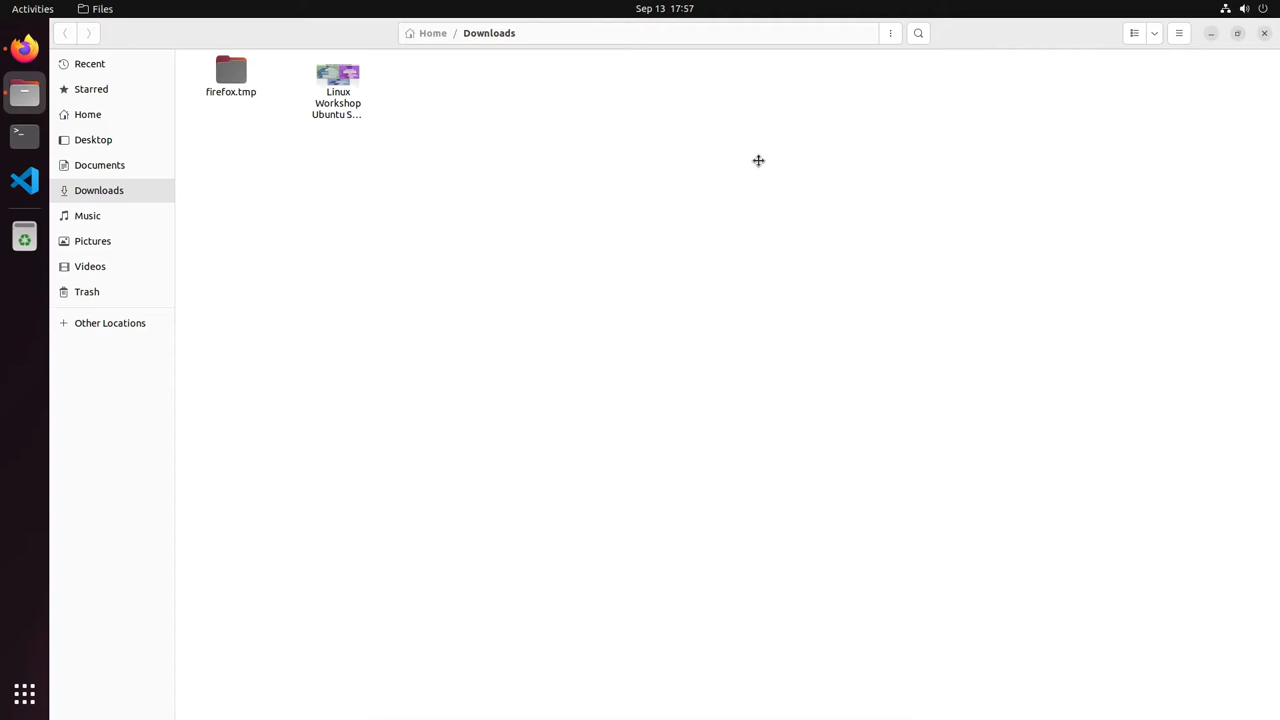 Activities
Files
Sep 13 17:57
Home / Downloads
Recent
Starred
Home
Desktop
Documents
Downloads
Music
Pictures
Videos
Trash
Other Locations
firefox.tmp
Linux
Workshop
Ubuntu S…